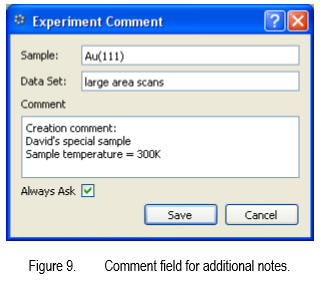 Experiment Comment
Sample: Au(111)
Data Set: large area scans
Comment
Creation comment:
David's special sample
Sample temperature = 300K
Always Ask
Save Cancel
Figure 9. Comment field for additional notes.